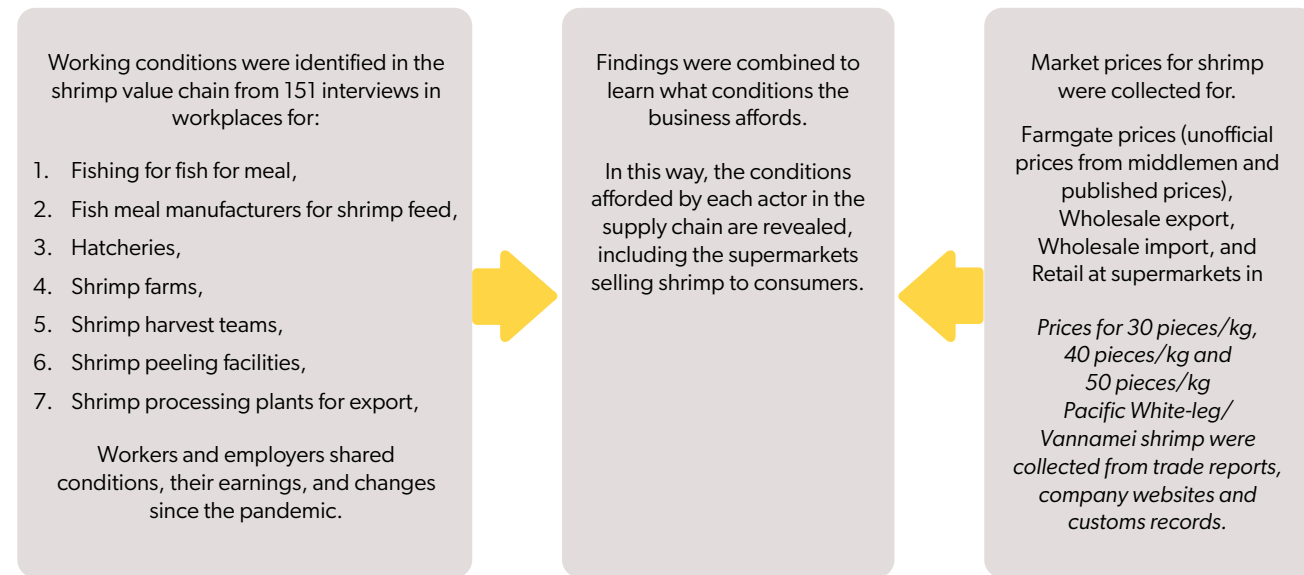 Working conditions were identified in the
shrimp value chain from 151 interviews in
workplaces for:
1. Fishing for fish for meal,
2. Fish meal manufacturers for shrimp feed,
3. Hatcheries,
4. Shrimp farms,
5. Shrimp harvest teams,
6. Shrimp peeling facilities,
7. Shrimp processing plants for export,
Workers and employers shared
conditions, their earnings, and changes
since the pandemic.
Findings were combined to
learn what conditions the
business affords.
In this way, the conditions
afforded by each actor in the
supply chain are revealed,
including the supermarkets
selling shrimp to consumers.
Market prices for shrimp
were collected for.
Farmgate prices (unofficial
prices from middlemen and
published prices),
Wholesale export,
Wholesale import, and
Retail at supermarkets in
Prices for 30 pieces/kg,
40 pieces/kg and
50 pieces/kg
Pacific White-leg/
Vannamei shrimp were
collected from trade reports,
company websites and
customs records.